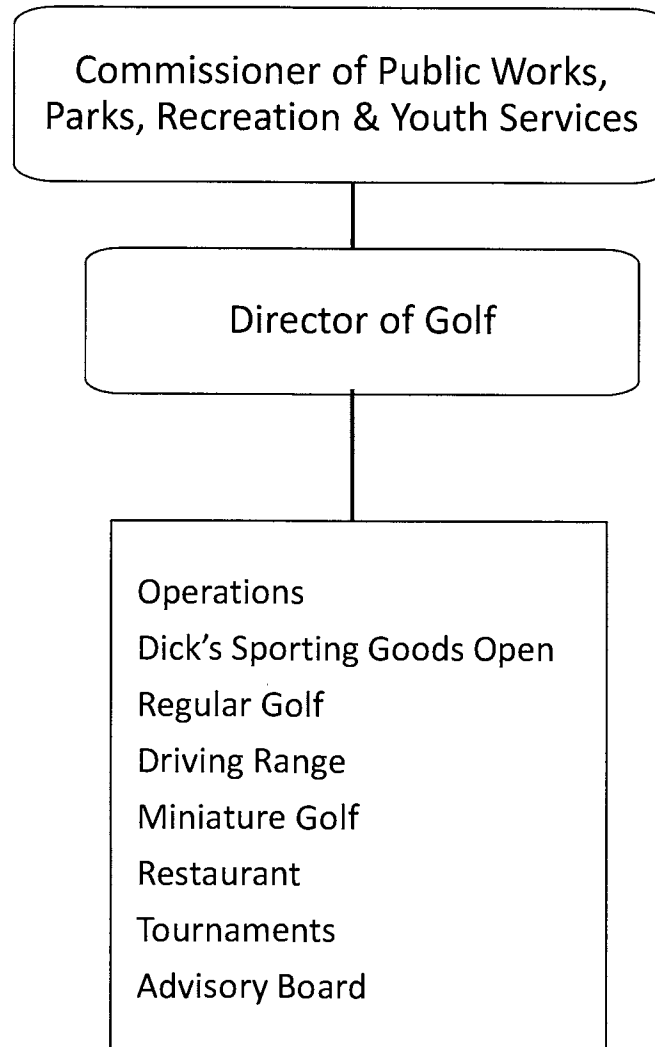 Commissioner of Public Works,
Parks, Recreation & Youth Services
Director of Golf
Operations
Dick's Sporting Goods Open
Regular Golf
Driving Range
Miniature Golf
Restaurant
Tournaments
Advisory Board